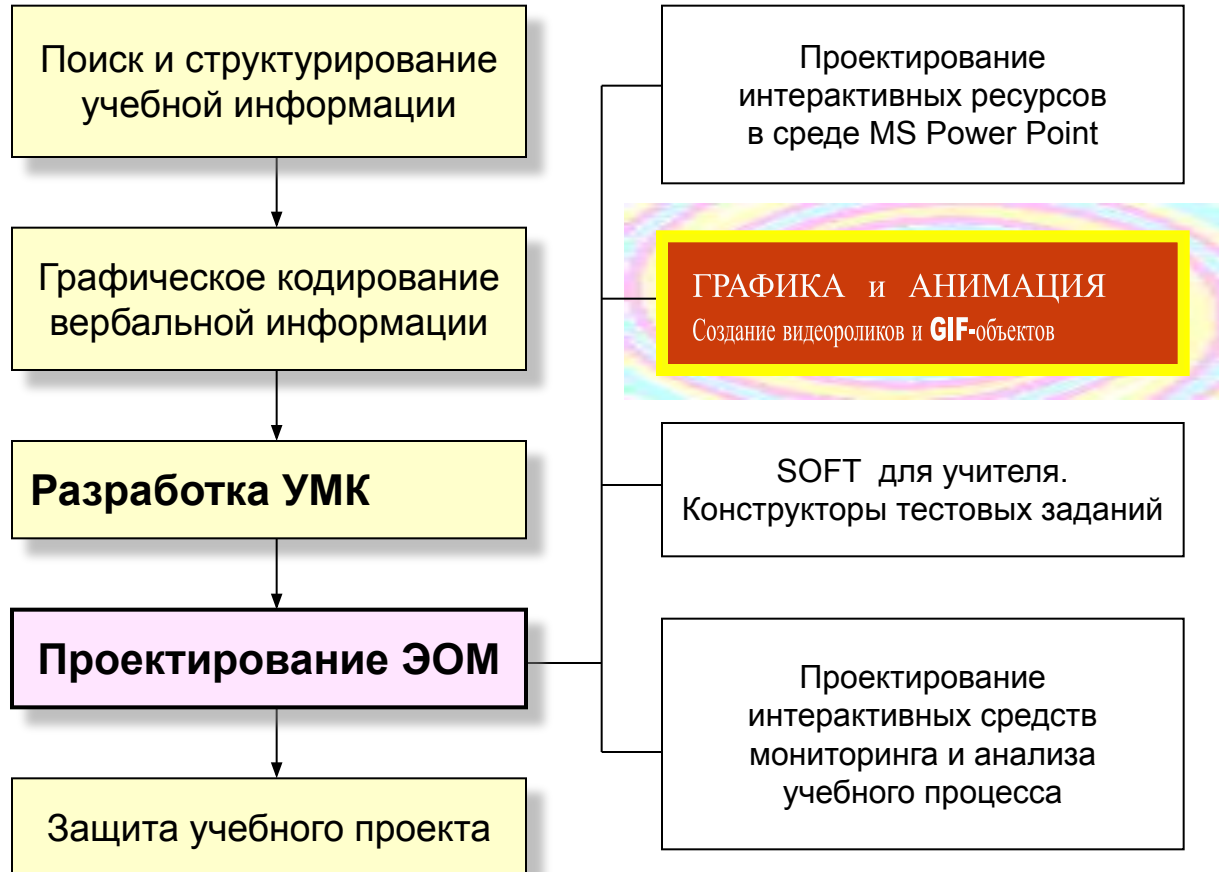 Поиск и структурирование
учебной информации
Графическое кодирование
вербальной информации
Разработка УМК
Проектирование ЭОМ
Защита учебного проекта
Проектирование
интерактивных ресурсов
в среде MS Power Point
ГРАФИКА и АНИМАЦИЯ
Создание видеороликов и GIF-объектов
SOFT для учителя.
Конструкторы тестовых заданий
Проектирование
интерактивных средств
мониторинга и анализа
учебного процесса